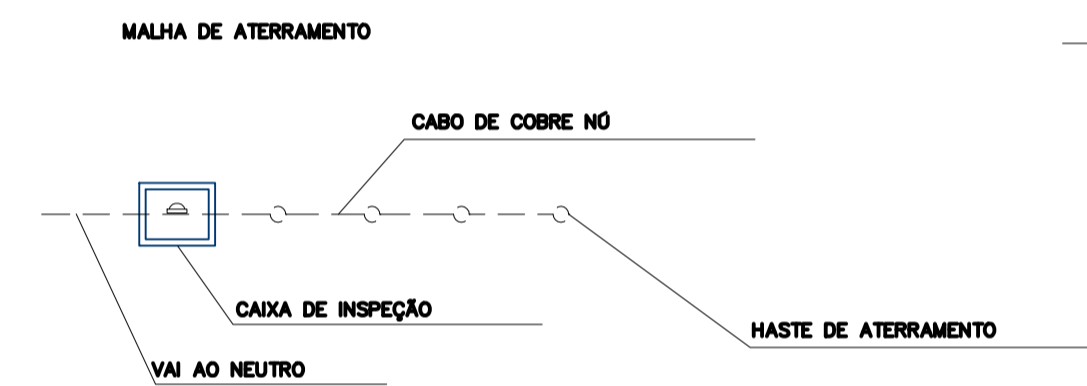 MALHA DE ATERRAMENTO
CABO DE COBRE NÚ
CAIXA DE INSPEÇÃO
HASTE DE ATERRAMENTO
VAI AO NEUTRO